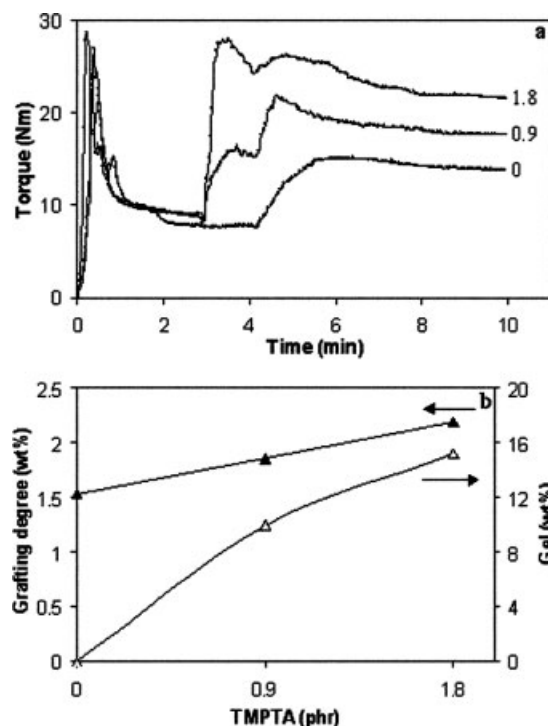 30
a
20
10
0
Torque (Nm)
1.8
0.9
0
0 2 4 6 8 10
Time (min)
2.5
2
1.5
1
0.5
0
Grafting degree (wt%)
b
20
16
12
8
4
0
Gel (wt%)
0 0.9 1.8
TMPTA (phr)